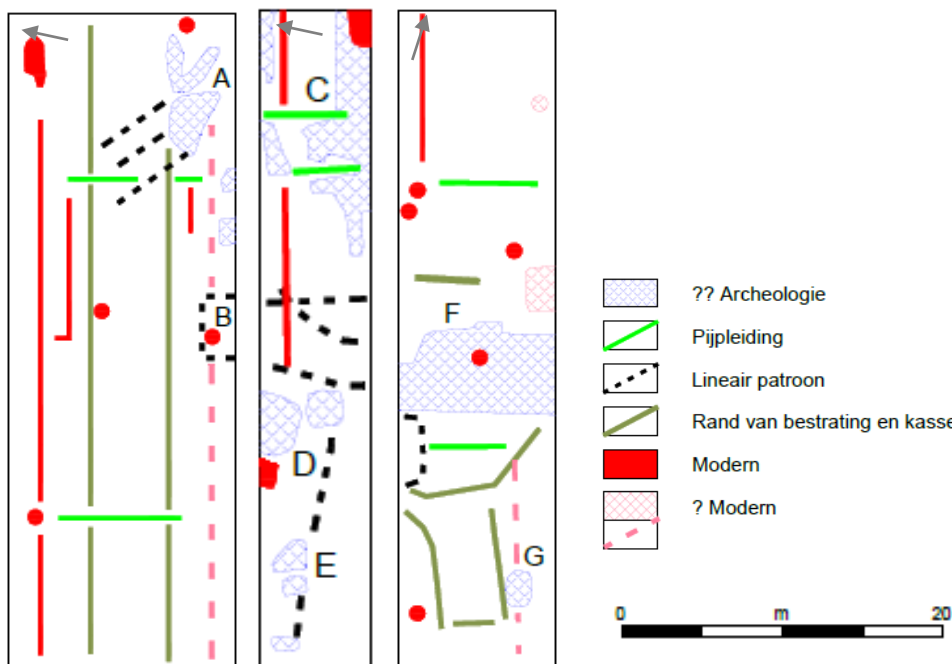 A
B
C
D
E
F
G
?? Archeologie
Pijpleiding
Lineair patroon
Rand van bestrating en kasse
Modern
? Modern
0 m 20